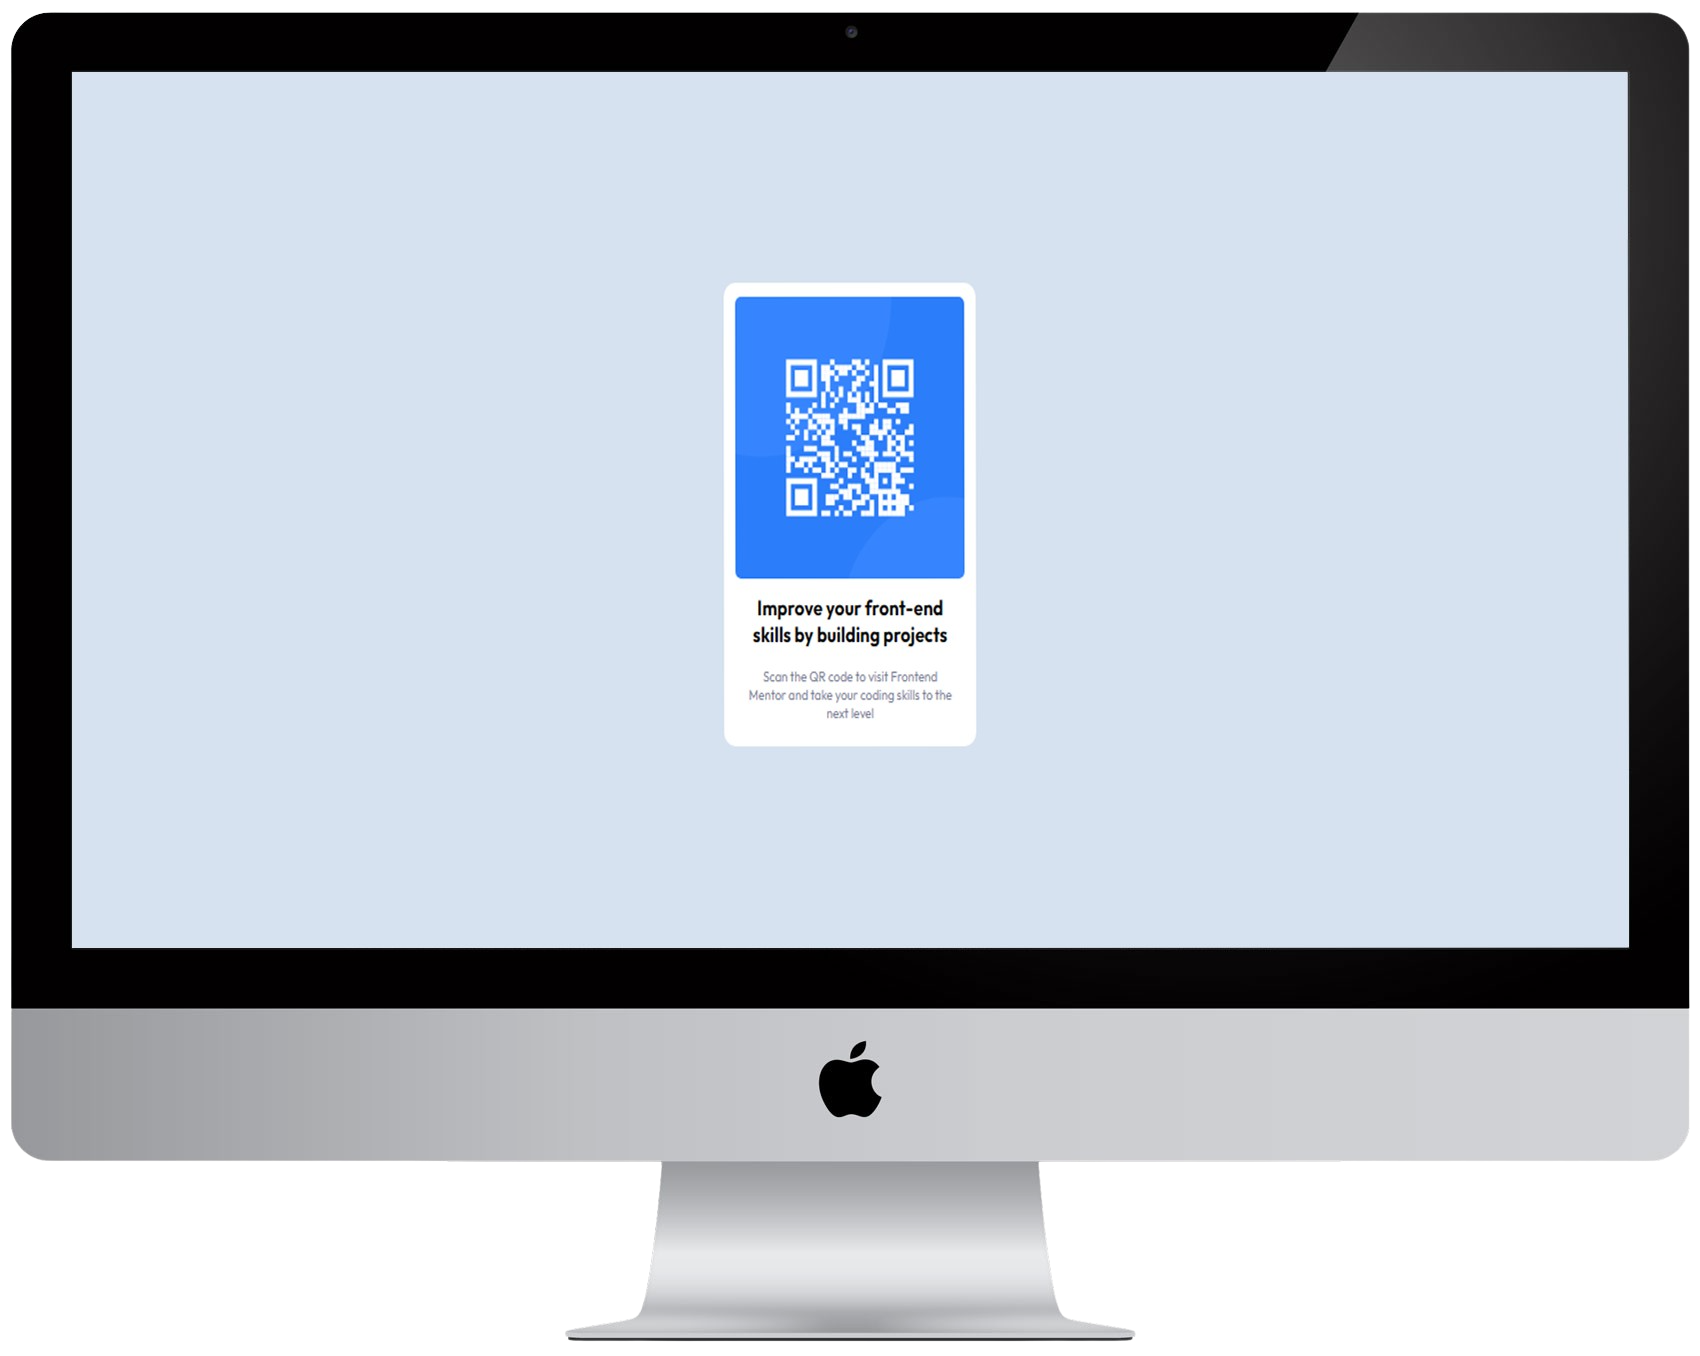 Improve your front-end
skills by building projects
Scan the QR code to visit Frontend
Mentor and take your coding skills to the
next level